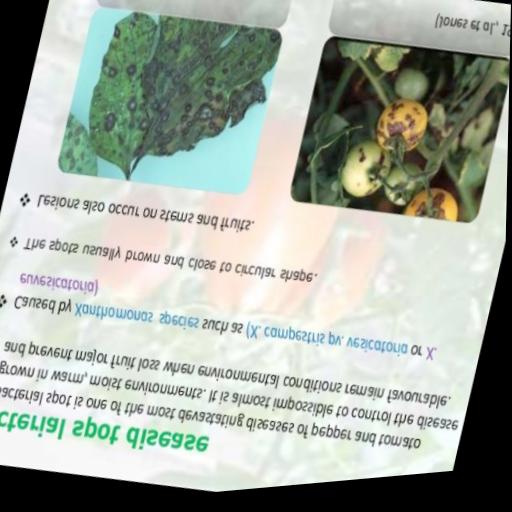 cterial spot disease
acterial spot is one of the most devastating diseases of pepper and tomato
grown in warm, moist environments. It is almost impossible to control the disease
and prevent major fruit loss when environmental conditions remain favourable.
❖ Caused by Xanthomonas species such as (X. campestris pv. vesicatoria or X.
euvesicatoria)
❖ The spots usually brown and close to circular shape.
❖ Lesions also occur on stems and fruits.
(Jones et al., 19